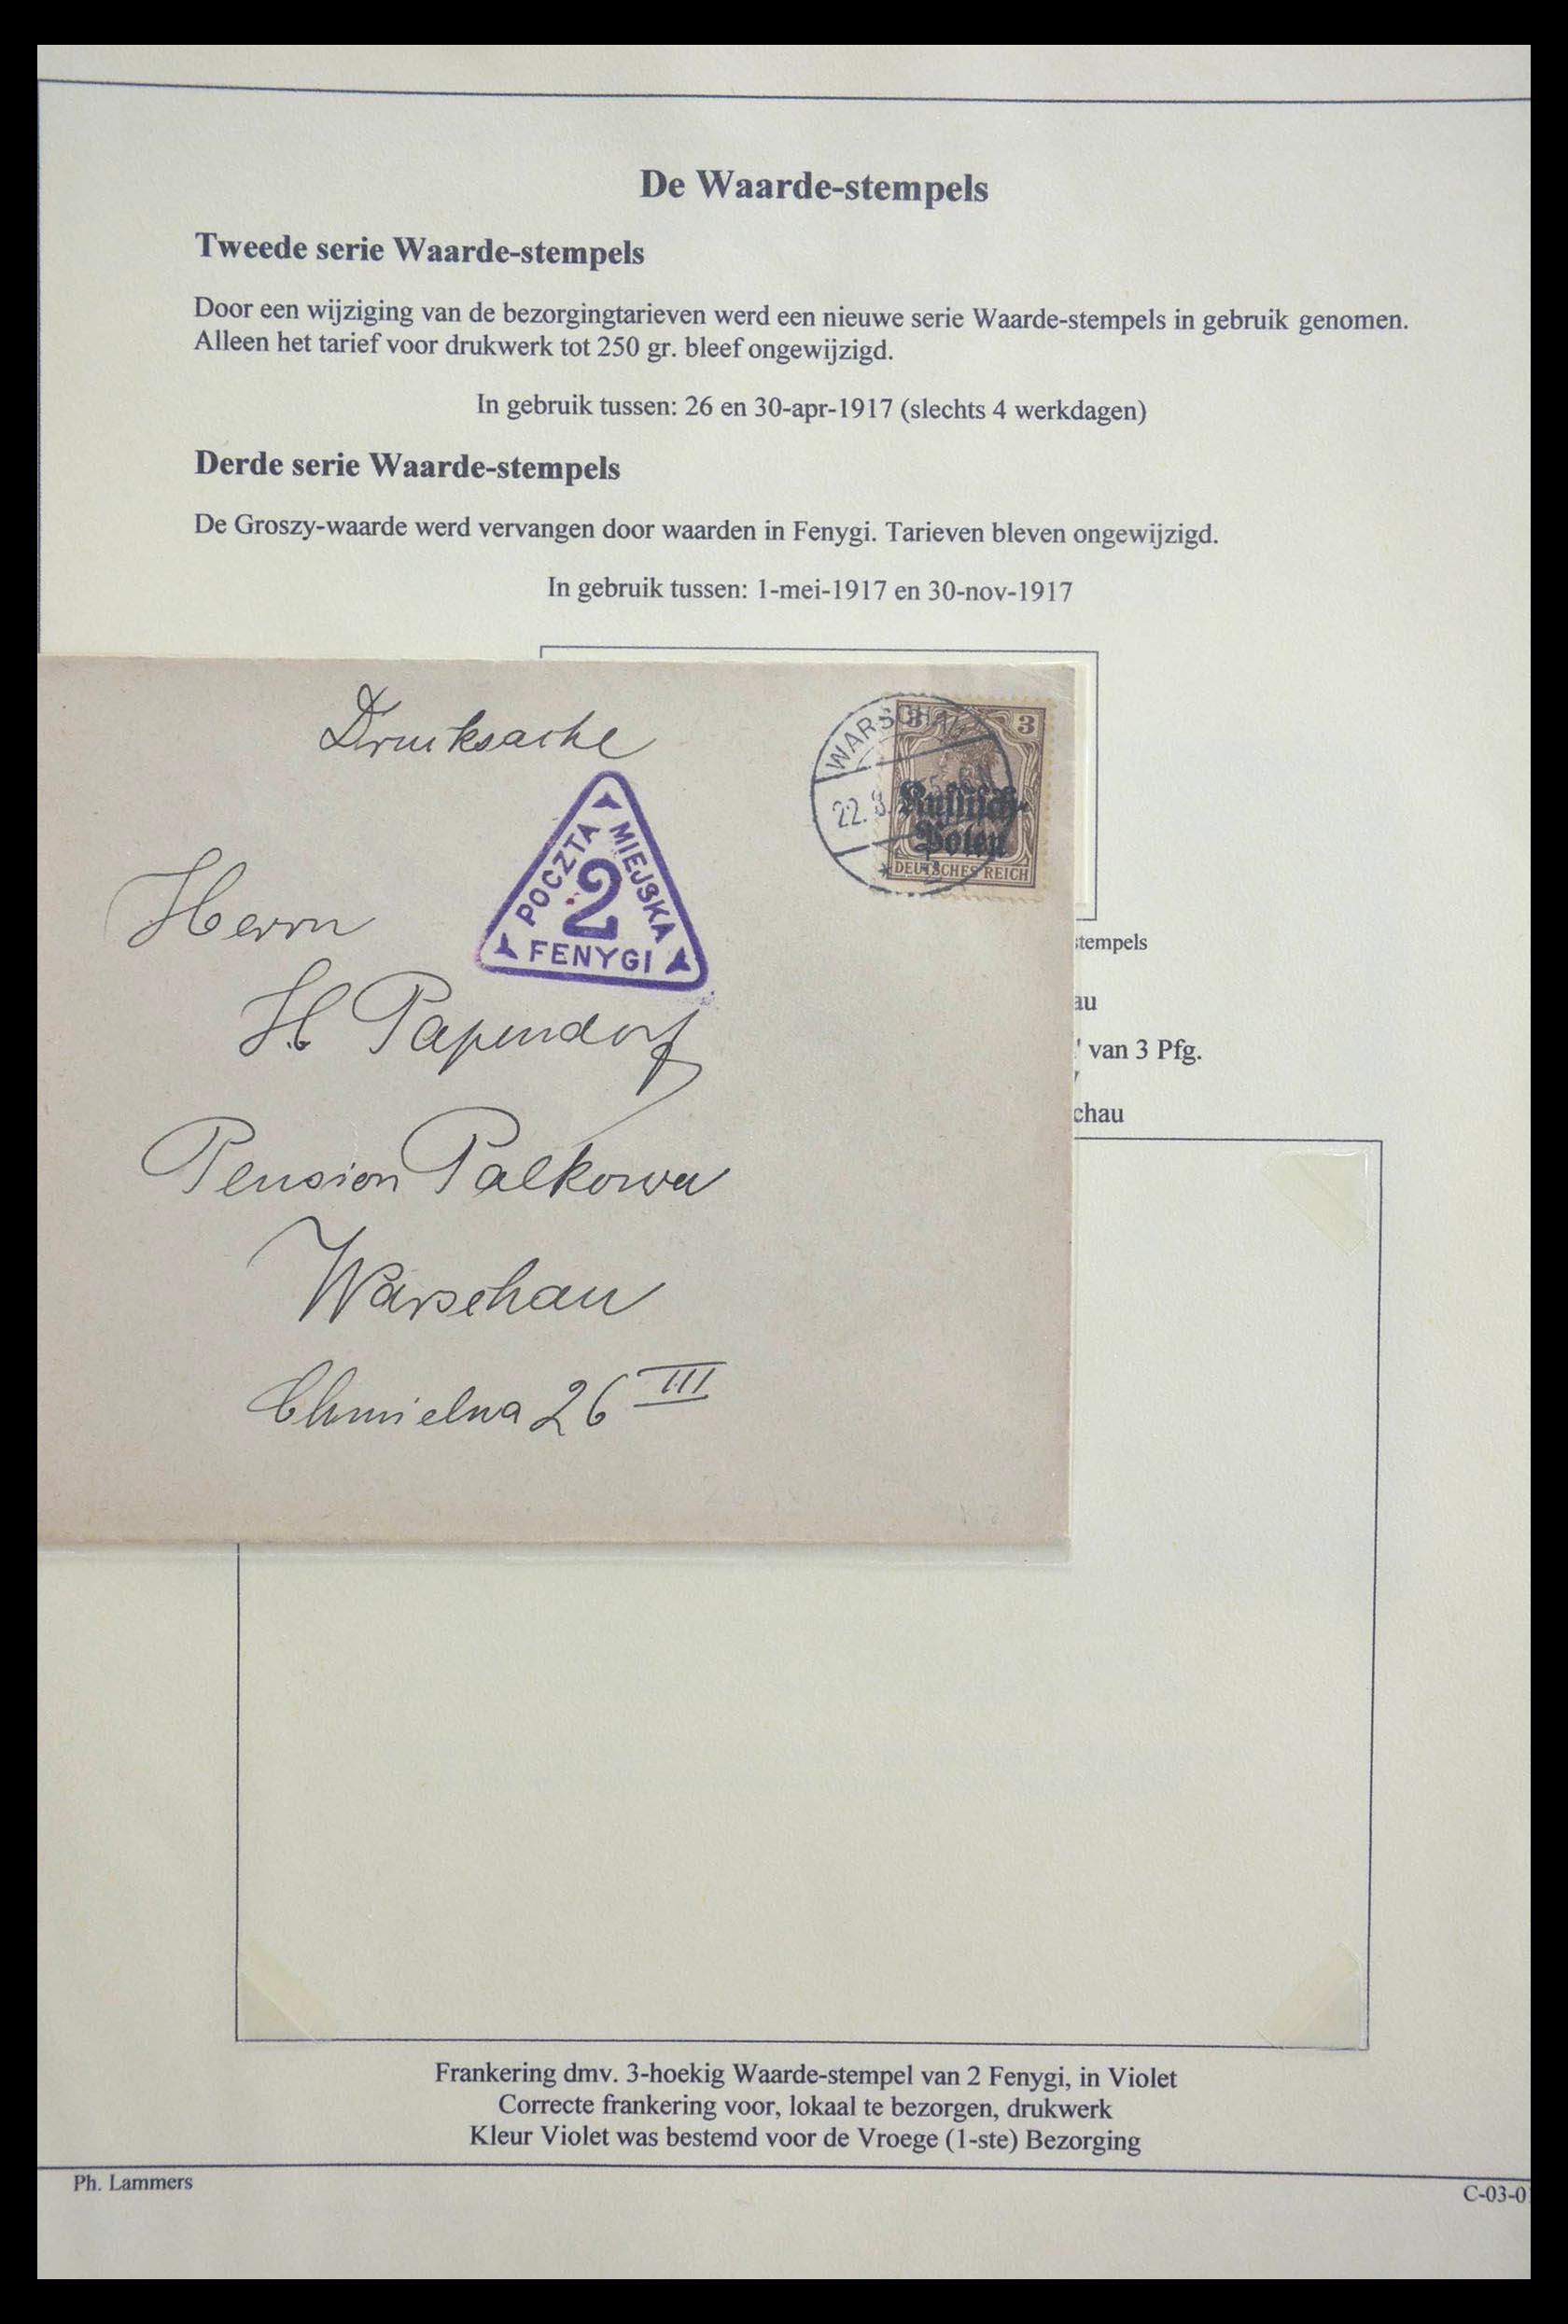 De Waarde-stempels
Tweede serie Waarde-stempels
Door een wijziging van de bezorgingtarieven werd een nieuwe serie Waarde-stempels in gebruik genomen.
Alleen het tarief voor drukwerk tot 250 gr. bleef ongewijzigd.
In gebruik tussen: 26 en 30-apr-1917 (slechts 4 werkdagen)
Derde serie Waarde-stempels
De Groszy-waarde werd vervangen door waarden in Fenygi. Tarieven bleven ongewijzigd.
In gebruik tussen: 1-mei-1917 en 30-nov-1917
Drucksache
WARSCHAU
22. 8.
3 3
Russisch-
Polen
DEUTSCHES REICH
POCZTA MIEJSKA
2
FENYGI
Herrn
H Papendorf
Pension Palkowa
Warschau
Chmielna 26 III
stempels
au
' van 3 Pfg.
chau
Frankering dmv. 3-hoekig Waarde-stempel van 2 Fenygi, in Violet
Correcte frankering voor, lokaal te bezorgen, drukwerk
Kleur Violet was bestemd voor de Vroege (1-ste) Bezorging
Ph. Lammers
C-03-0